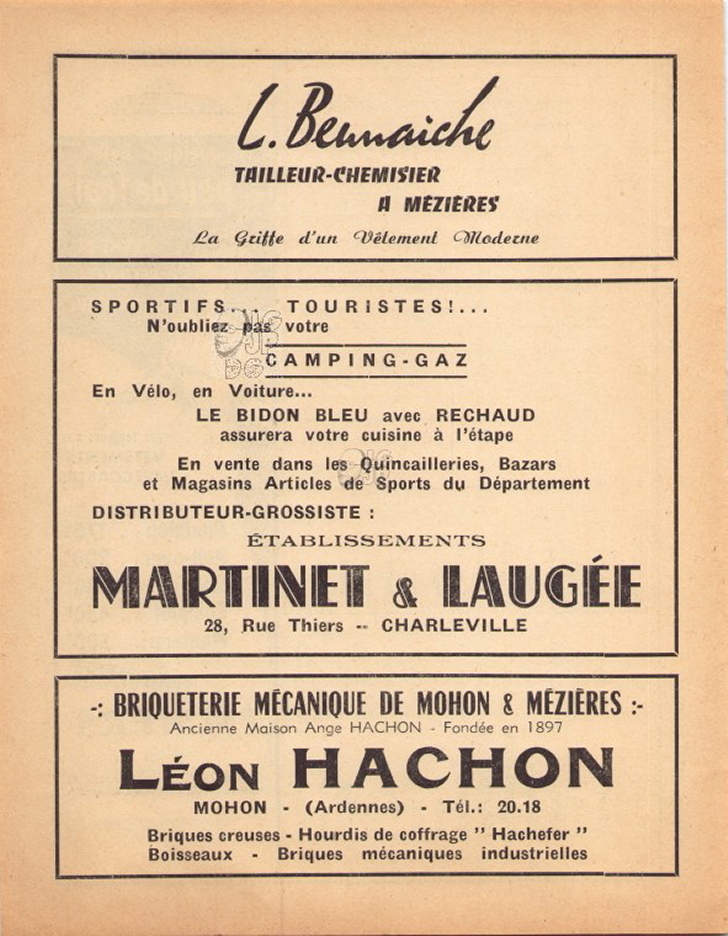 L. Bennaiche
TAILLEUR-CHEMISIER
A MÉZIÈRES
La Griffe d'un Vêtement Moderne
SPORTIFS... TOURISTES!...
N'oubliez pas votre
CAMPING-GAZ
En Vélo, en Voiture...
LE BIDON BLEU avec RECHAUD
assurera votre cuisine à l'étape
En vente dans les Quincailleries, Bazars
et Magasins Articles de Sports du Département
DISTRIBUTEUR-GROSSISTE :
ÉTABLISSEMENTS
MARTINET & LAUGÉE
28, Rue Thiers -- CHARLEVILLE
-: BRIQUETERIE MÉCANIQUE DE MOHON & MÉZIÈRES :-
Ancienne Maison Ange HACHON - Fondée en 1897
LÉON HACHON
MOHON - (Ardennes) - Tél.: 20.18
Briques creuses - Hourdis de coffrage " Hachefer "
Boisseaux - Briques mécaniques industrielles